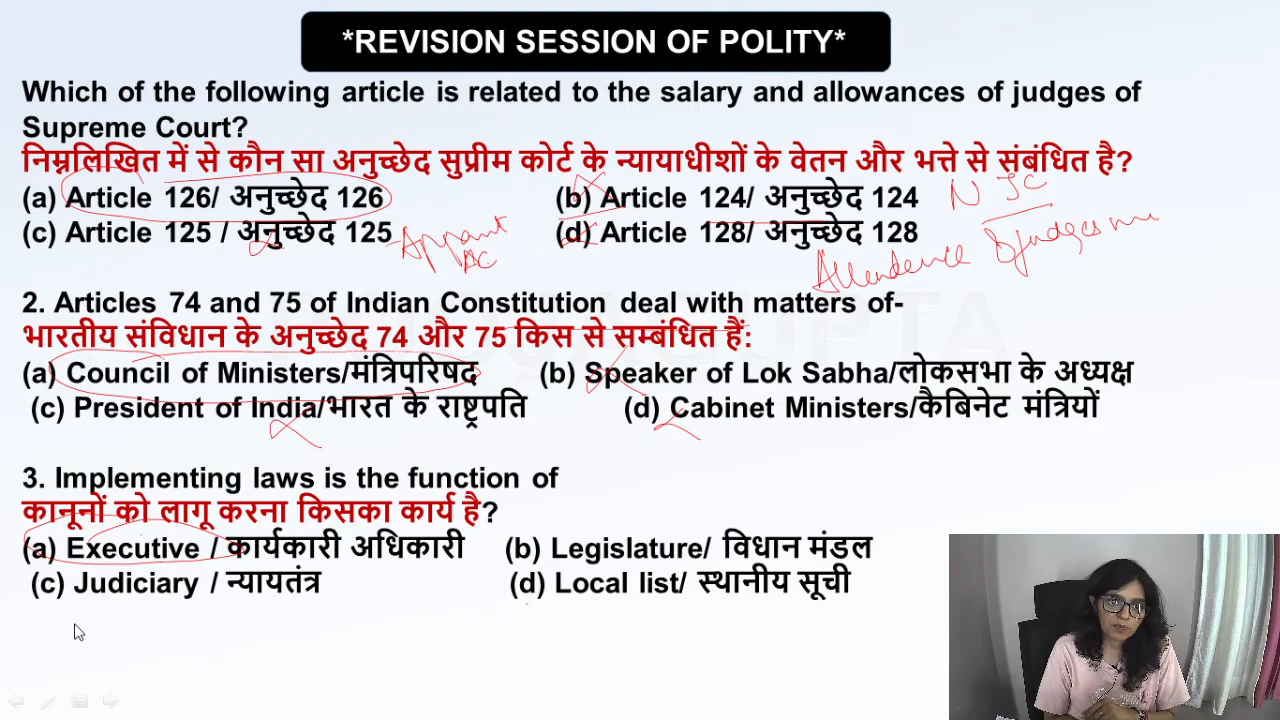 *REVISION SESSION OF POLITY*
Which of the following article is related to the salary and allowances of judges of
Supreme Court?
निम्नलिखित में से कौन सा अनुच्छेद सुप्रीम कोर्ट के न्यायाधीशों के वेतन और भत्ते से संबंधित है?
(a) Article 126/ अनुच्छेद 126 (b) Article 124/ अनुच्छेद 124
(c) Article 125 / अनुच्छेद 125 (d) Article 128/ अनुच्छेद 128
Attendence
2. Articles 74 and 75 of Indian Constitution deal with matters of-
भारतीय संविधान के अनुच्छेद 74 और 75 किस से सम्बंधित हैं:
(a) Council of Ministers/मंत्रिपरिषद (b) Speaker of Lok Sabha/लोकसभा के अध्यक्ष
(c) President of India/भारत के राष्ट्रपति (d) Cabinet Ministers/कैबिनेट मंत्रियों
3. Implementing laws is the function of
कानूनों को लागू करना किसका कार्य है?
(a) Executive / कार्यकारी अधिकारी (b) Legislature/ विधान मंडल
(c) Judiciary / न्यायतंत्र (d) Local list/ स्थानीय सूची